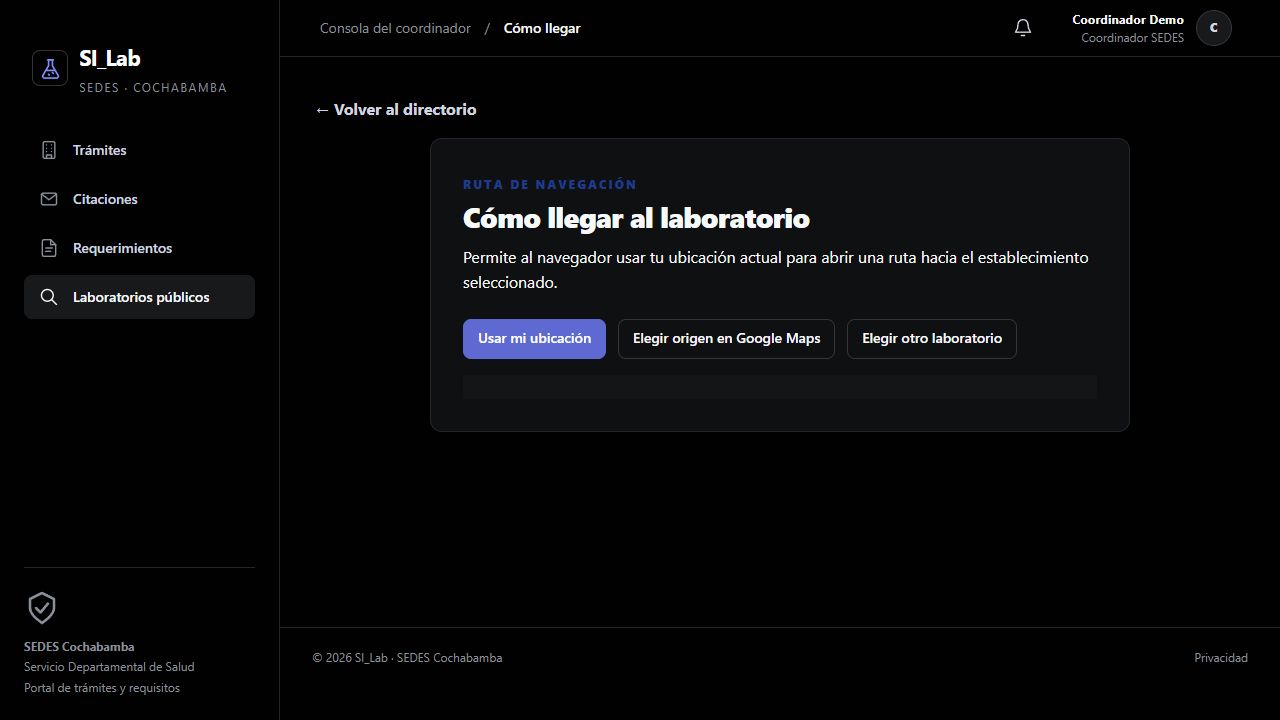 SI_Lab
SEDES · COCHABAMBA
Trámites
Citaciones
Requerimientos
Laboratorios públicos
SEDES Cochabamba
Servicio Departamental de Salud
Portal de trámites y requisitos
Consola del coordinador / Cómo llegar
Coordinador Demo
Coordinador SEDES
C
← Volver al directorio
RUTA DE NAVEGACIÓN
Cómo llegar al laboratorio
Permite al navegador usar tu ubicación actual para abrir una ruta hacia el establecimiento
seleccionado.
Usar mi ubicación
Elegir origen en Google Maps
Elegir otro laboratorio
© 2026 SI_Lab · SEDES Cochabamba
Privacidad